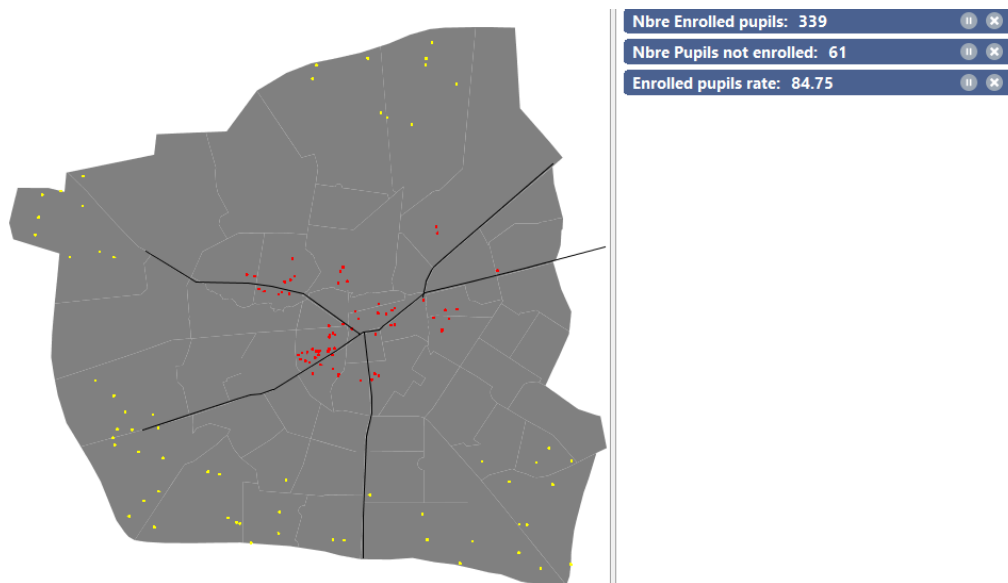 Nbre Enrolled pupils: 339
Nbre Pupils not enrolled: 61
Enrolled pupils rate: 84.75